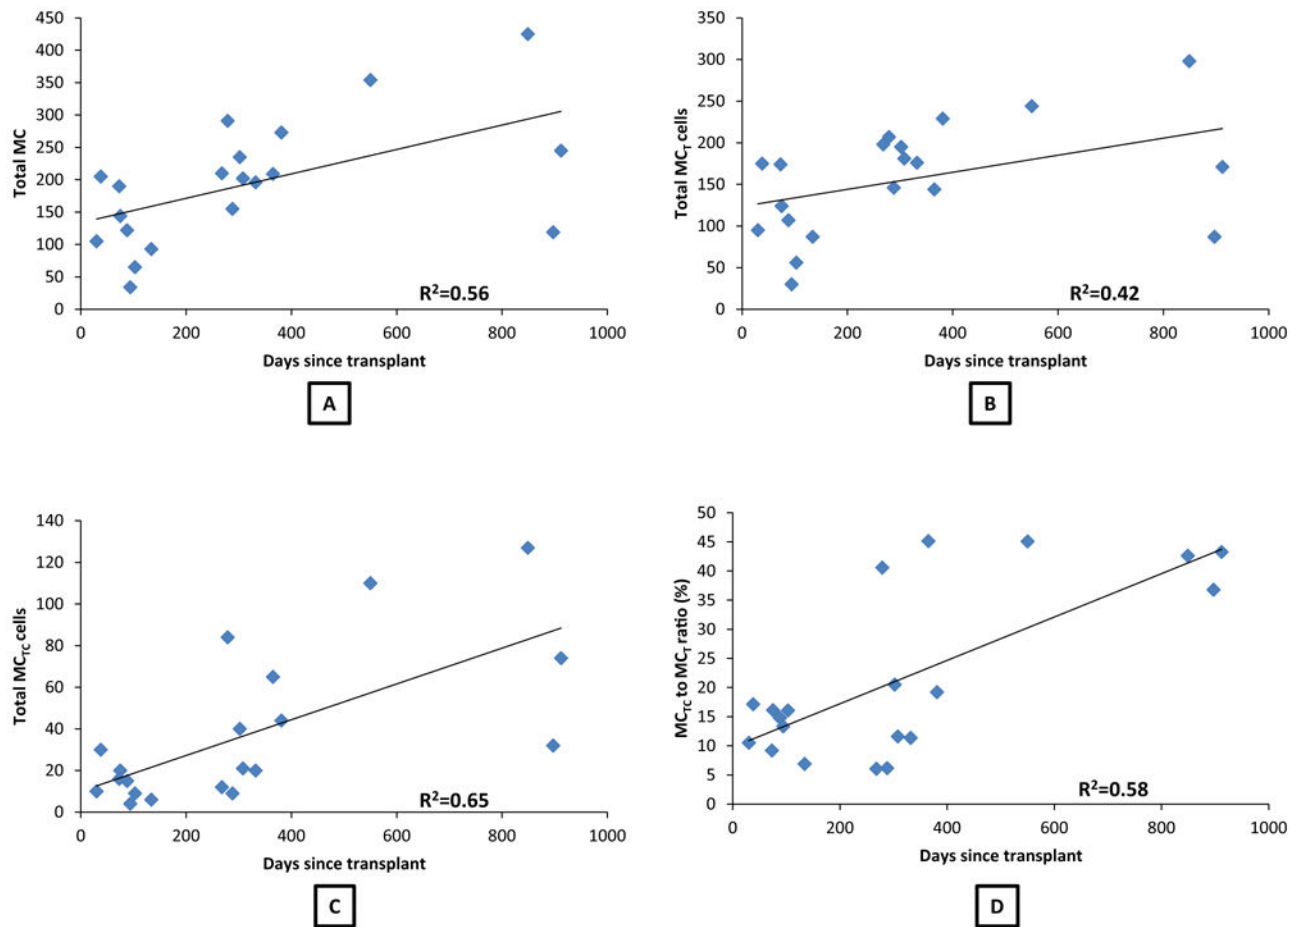 450
400
350
300
250
200
150
100
50
0
Total MC
0 200 400 600 800 1000
Days since transplant
R²=0.56
A
350
300
250
200
150
100
50
0
Total MC_T cells
0 200 400 600 800 1000
Days since transplant
R²=0.42
B
140
120
100
80
60
40
20
0
Total MC_TC cells
0 200 400 600 800 1000
Days since transplant
R²=0.65
C
50
45
40
35
30
25
20
15
10
5
0
MC_TC to MC_T ratio (%)
0 200 400 600 800 1000
Days since transplant
R²=0.58
D